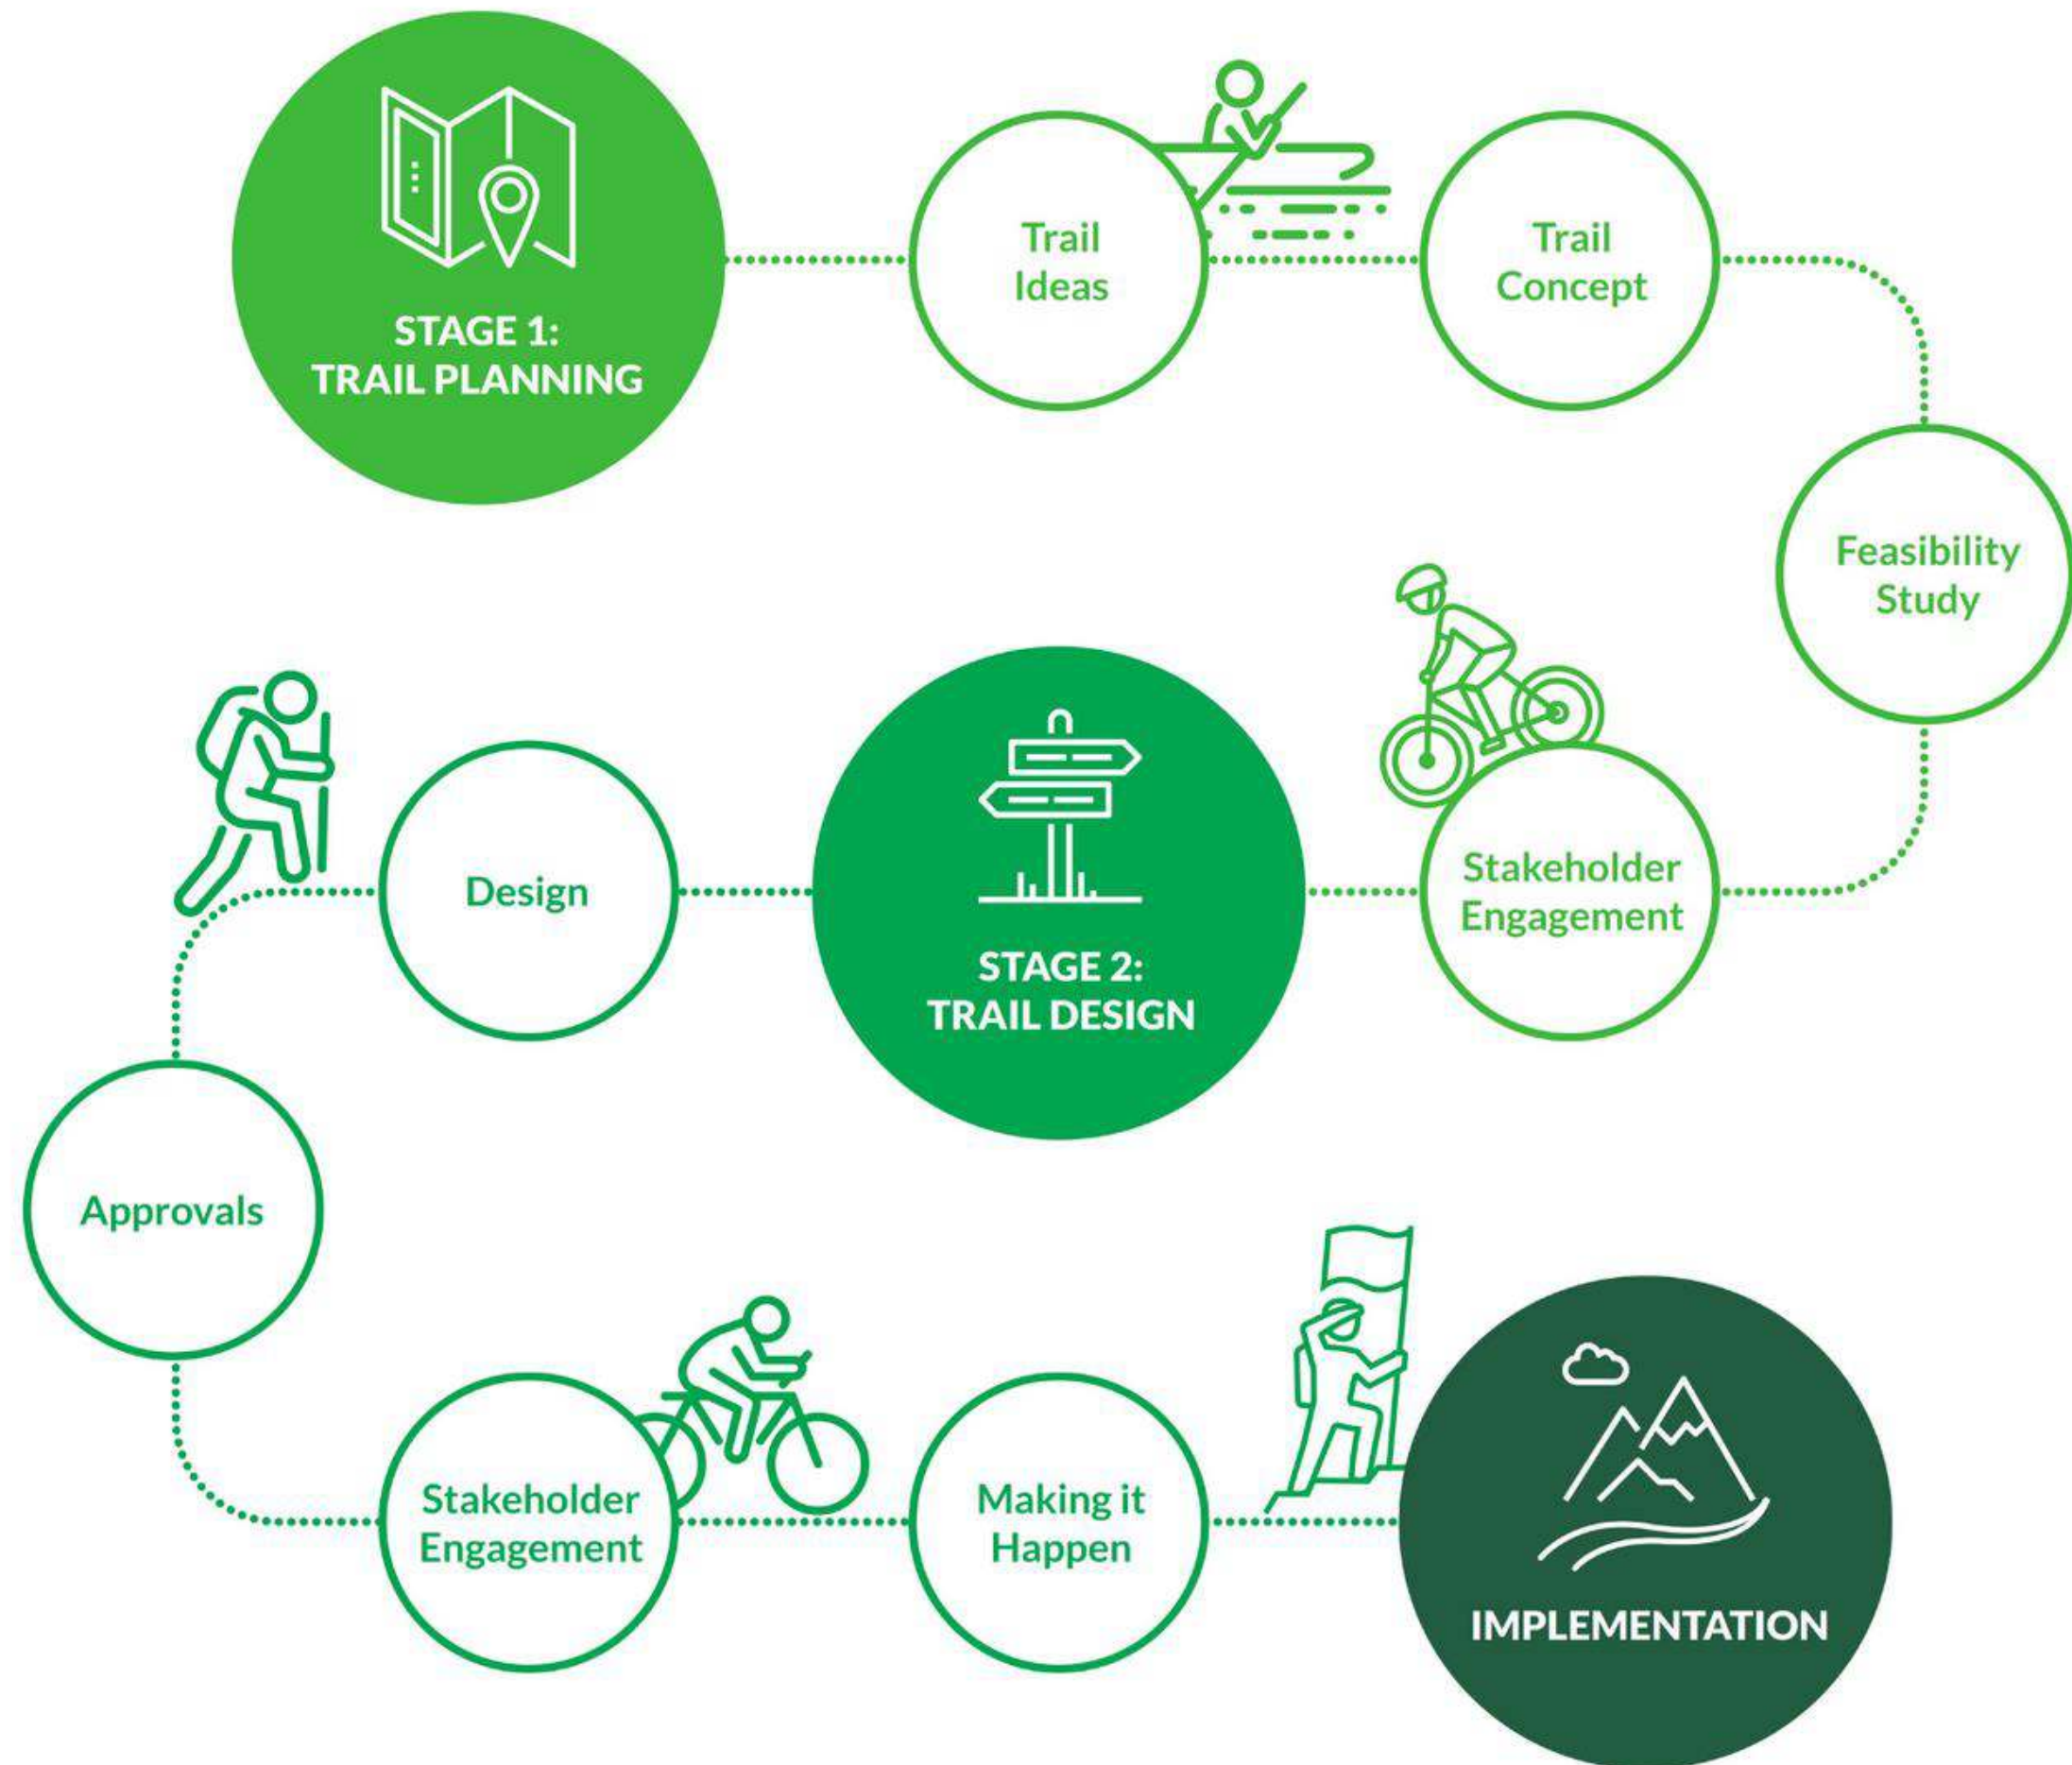 STAGE 1:
TRAIL PLANNING
Trail
Ideas
Trail
Concept
Feasibility
Study
Stakeholder
Engagement
STAGE 2:
TRAIL DESIGN
Design
Approvals
Stakeholder
Engagement
Making it
Happen
IMPLEMENTATION